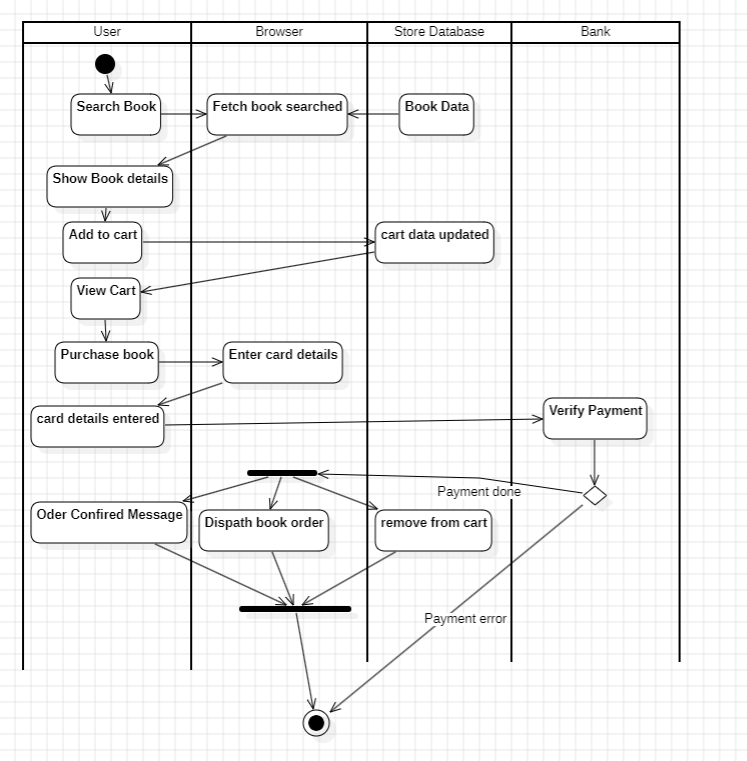 User
Browser
Store Database
Bank
Search Book
Fetch book searched
Book Data
Show Book details
Add to cart
cart data updated
View Cart
Purchase book
Enter card details
card details entered
Verify Payment
Payment done
Oder Confired Message
Dispath book order
remove from cart
Payment error